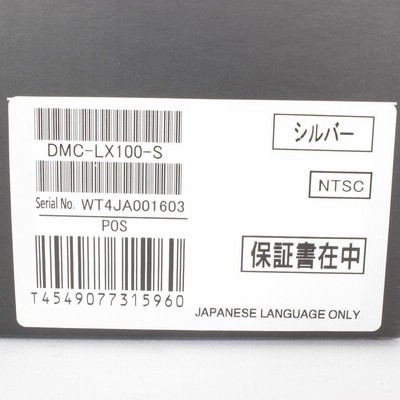 DMC-LX100-S
シルバー
Serial No. WT4JA001603
NTSC
POS
保証書在中
T4549077315960
JAPANESE LANGUAGE ONLY